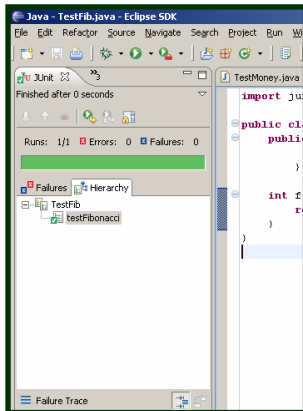 Java - TestFib.java - Eclipse SDK
File Edit Refactor Source Navigate Search Project Run
JUnit
TestMoney.java
Finished after 0 seconds
Runs: 1/1 Errors: 0 Failures: 0
Failures Hierarchy
TestFib
testFibonacci
Failure Trace
import ju
public cl
publi
}
int f
re
}
}